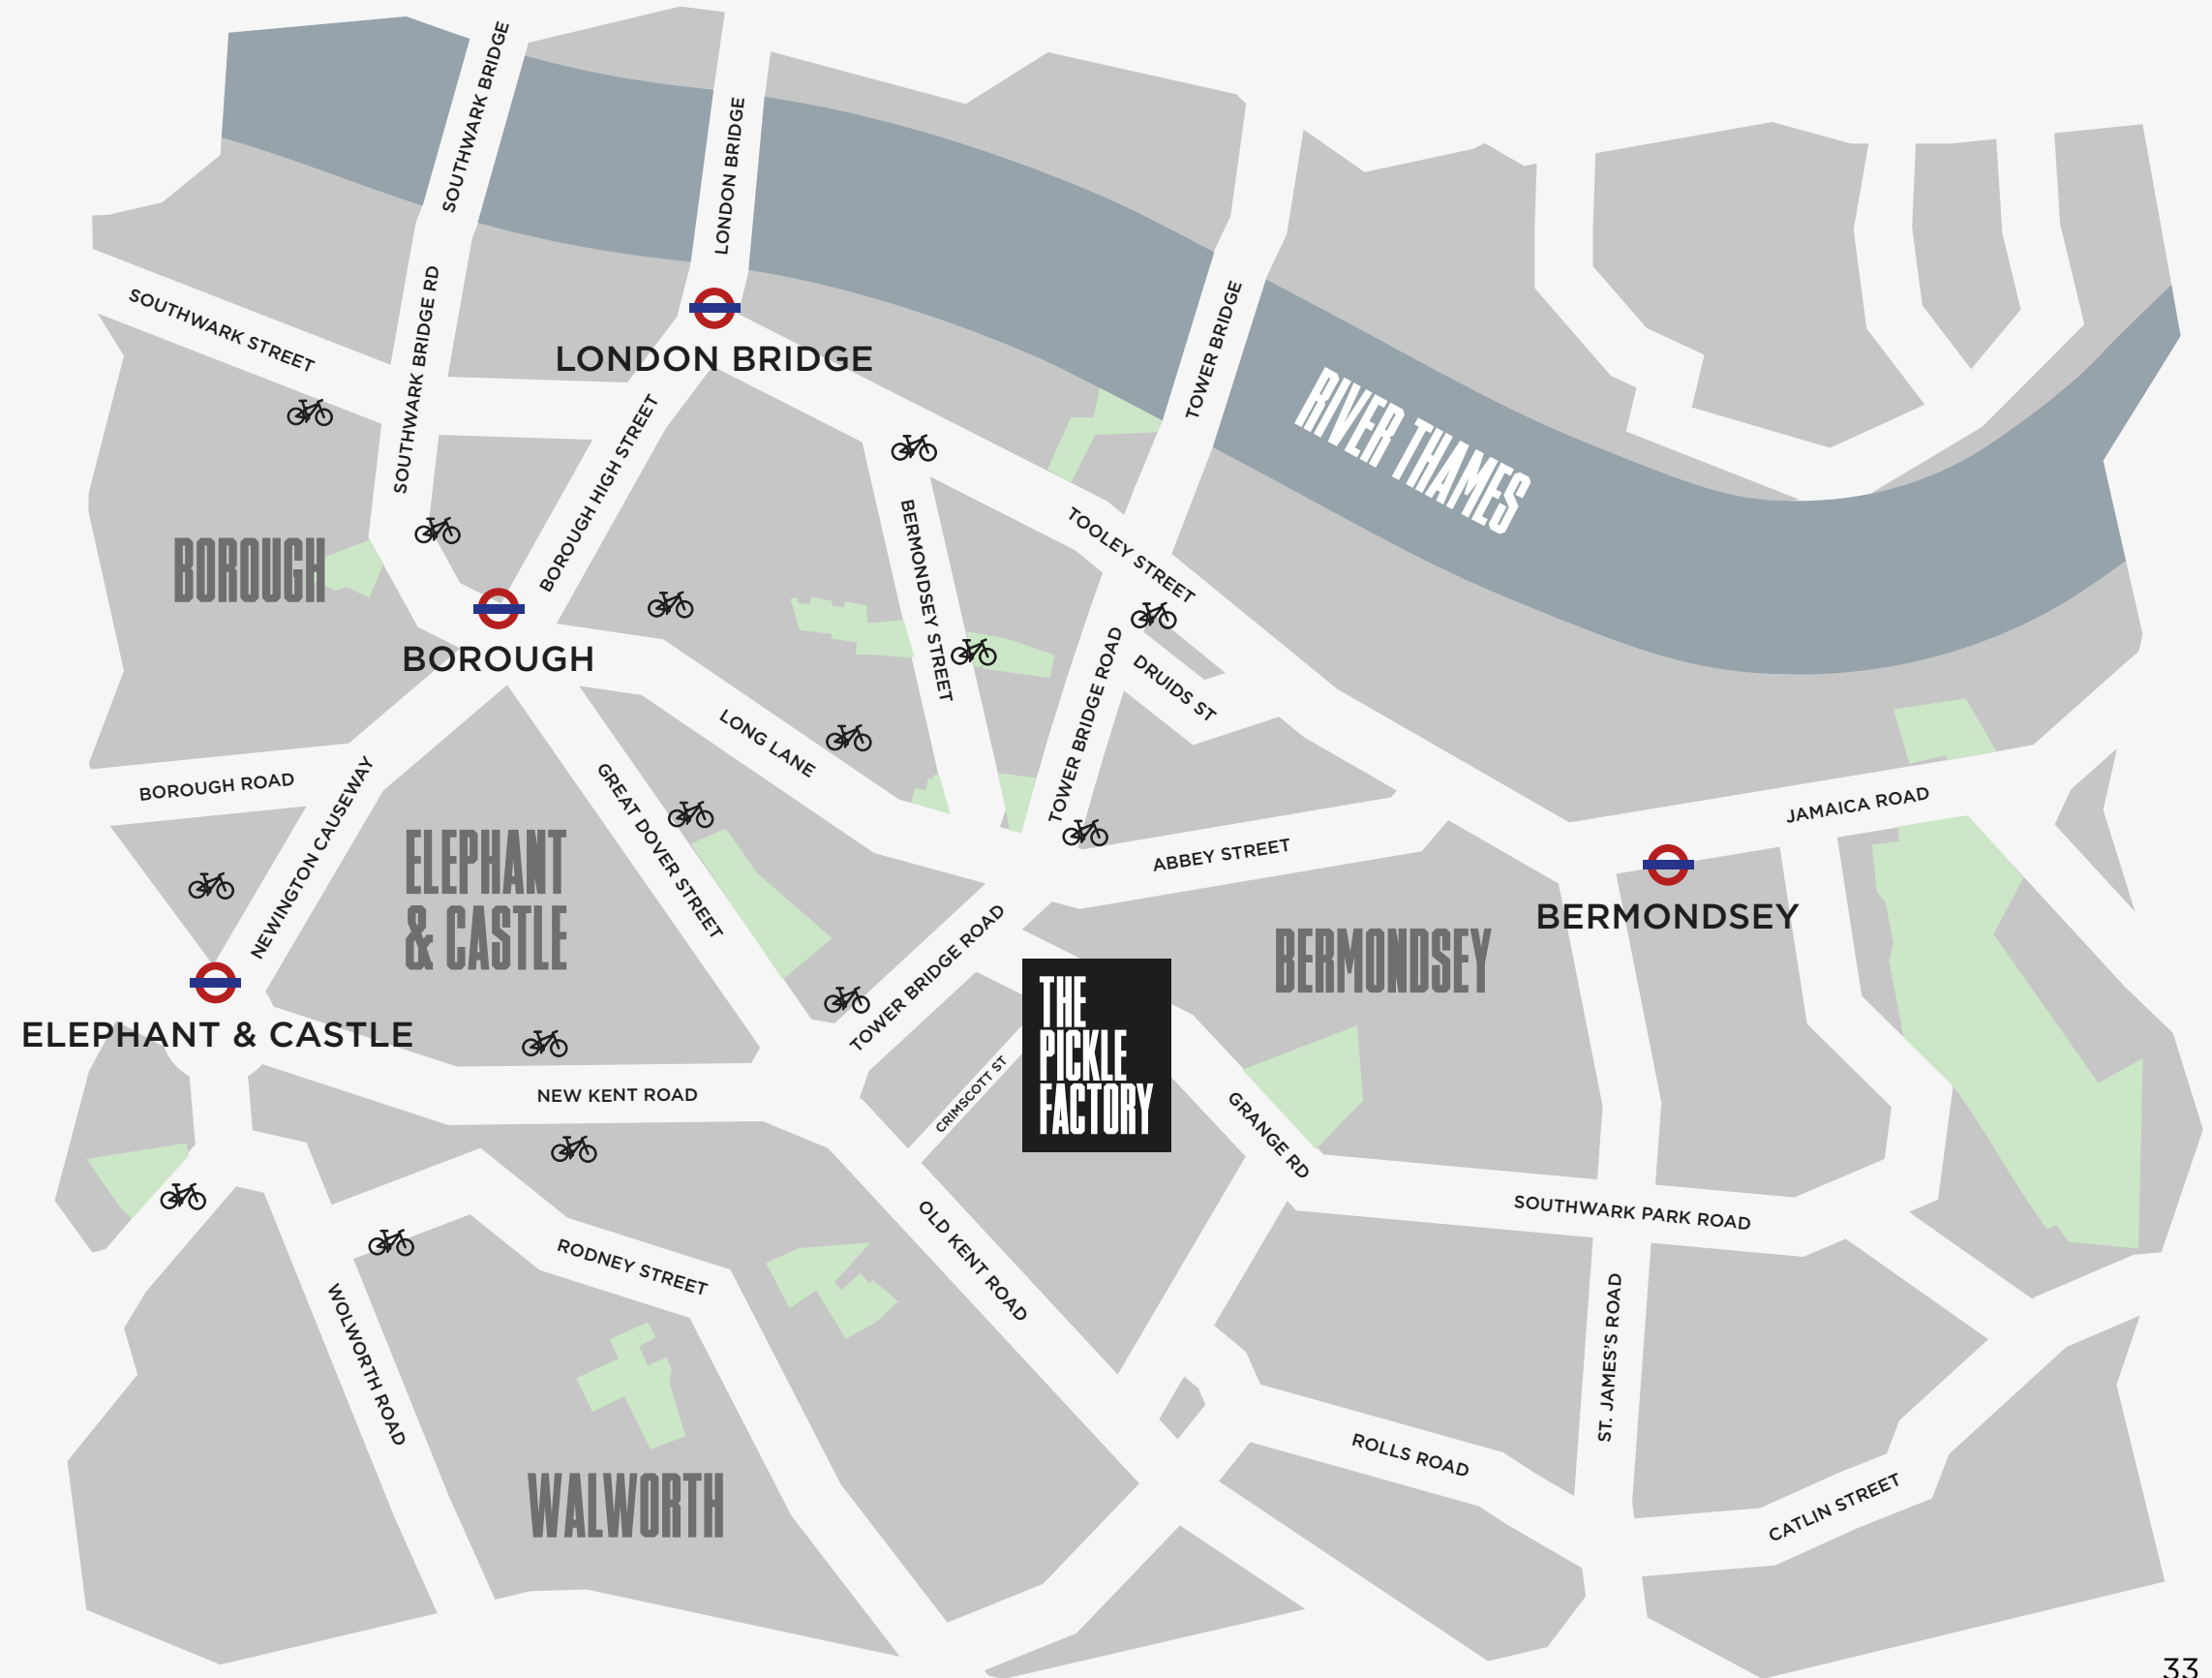 SOUTHWARK BRIDGE
LONDON BRIDGE
SOUTHWARK STREET
SOUTHWARK BRIDGE RD
LONDON BRIDGE
TOWER BRIDGE
RIVER THAMES
BOROUGH HIGH STREET
BERMONDSEY STREET
TOOLEY STREET
BOROUGH
BOROUGH
TOWER BRIDGE ROAD
DRUIDS ST
LONG LANE
BOROUGH ROAD
NEWINGTON CAUSEWAY
GREAT DOVER STREET
JAMAICA ROAD
ELEPHANT
& CASTLE
ABBEY STREET
BERMONDSEY
BERMONDSEY
TOWER BRIDGE ROAD
ELEPHANT & CASTLE
THE
PICKLE
FACTORY
CRIMSCOTT ST
NEW KENT ROAD
GRANGE RD
SOUTHWARK PARK ROAD
OLD KENT ROAD
RODNEY STREET
WOLWORTH ROAD
ST. JAMES'S ROAD
ROLLS ROAD
WALWORTH
CATLIN STREET
33